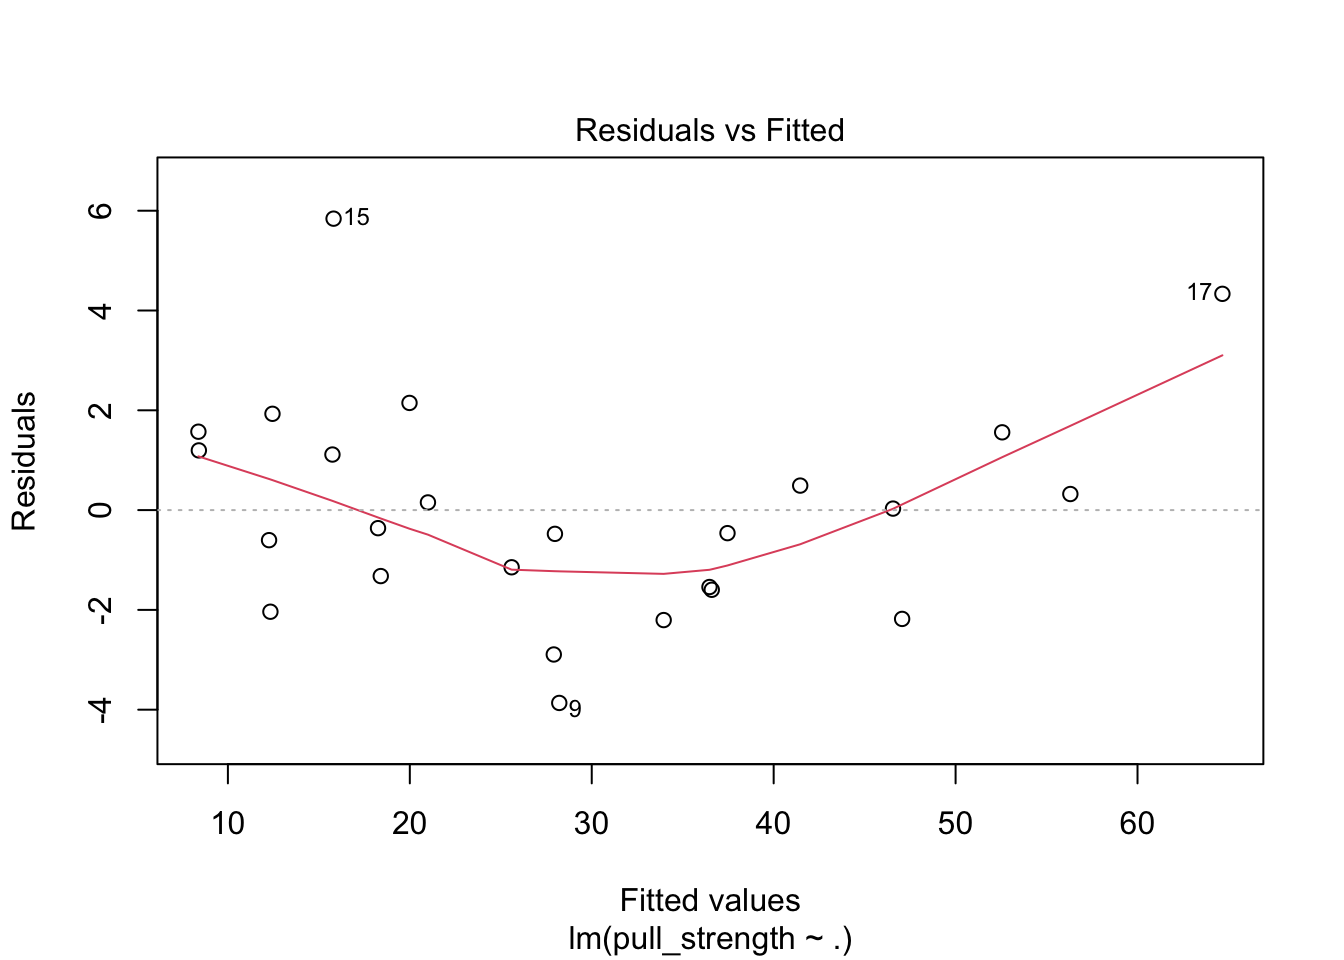 Residuals vs Fitted
Residuals
6
4
2
0
-2
-4
15
17
9
10 20 30 40 50 60
Fitted values
lm(pull_strength ~ .)